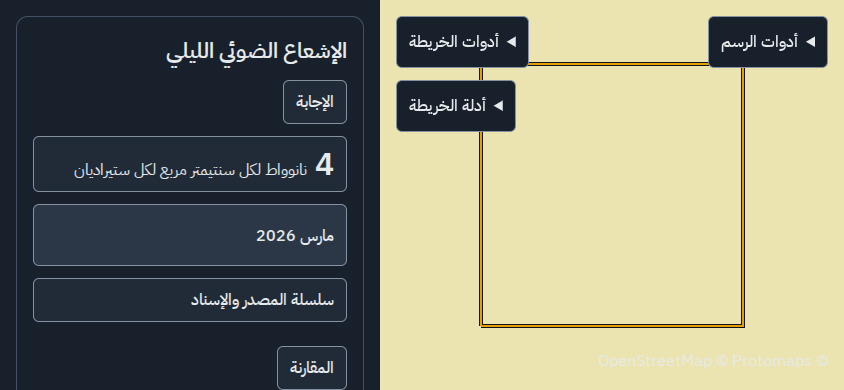 الإشعاع الضوئي الليلي
الإجابة
4 نانوواط لكل سنتيمتر مربع لكل ستيراديان
مارس 2026
سلسلة المصدر والإسناد
المقارنة
أدوات الرسم
أدوات الخريطة
أدلة الخريطة
OpenStreetMap © Protomaps ©